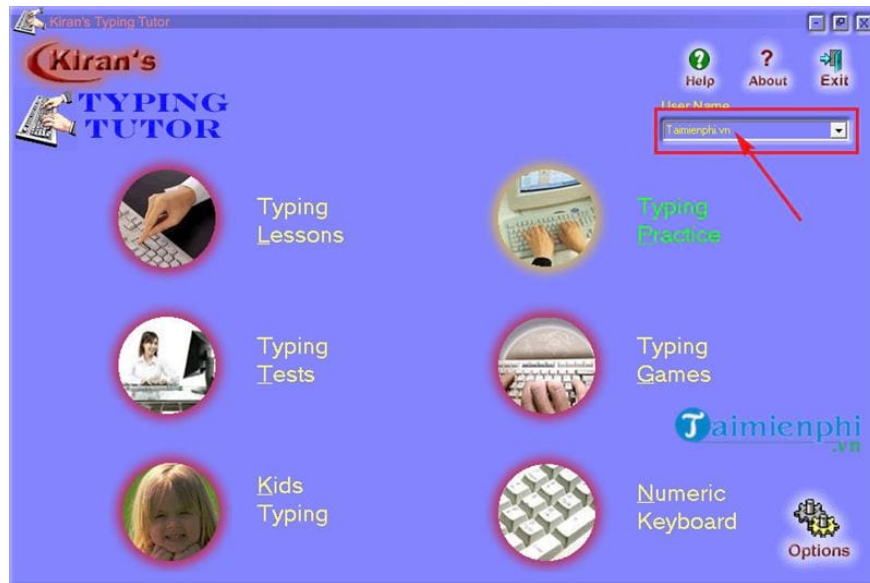 Kiran's Typing Tutor
Kiran's
TYPING
TUTOR
Help
About
Exit
User Name
Taimienphi.vn
Typing
Lessons
Typing
Practice
Typing
Tests
Typing
Games
Taimienphi
.vn
Kids
Typing
Numeric
Keyboard
Options